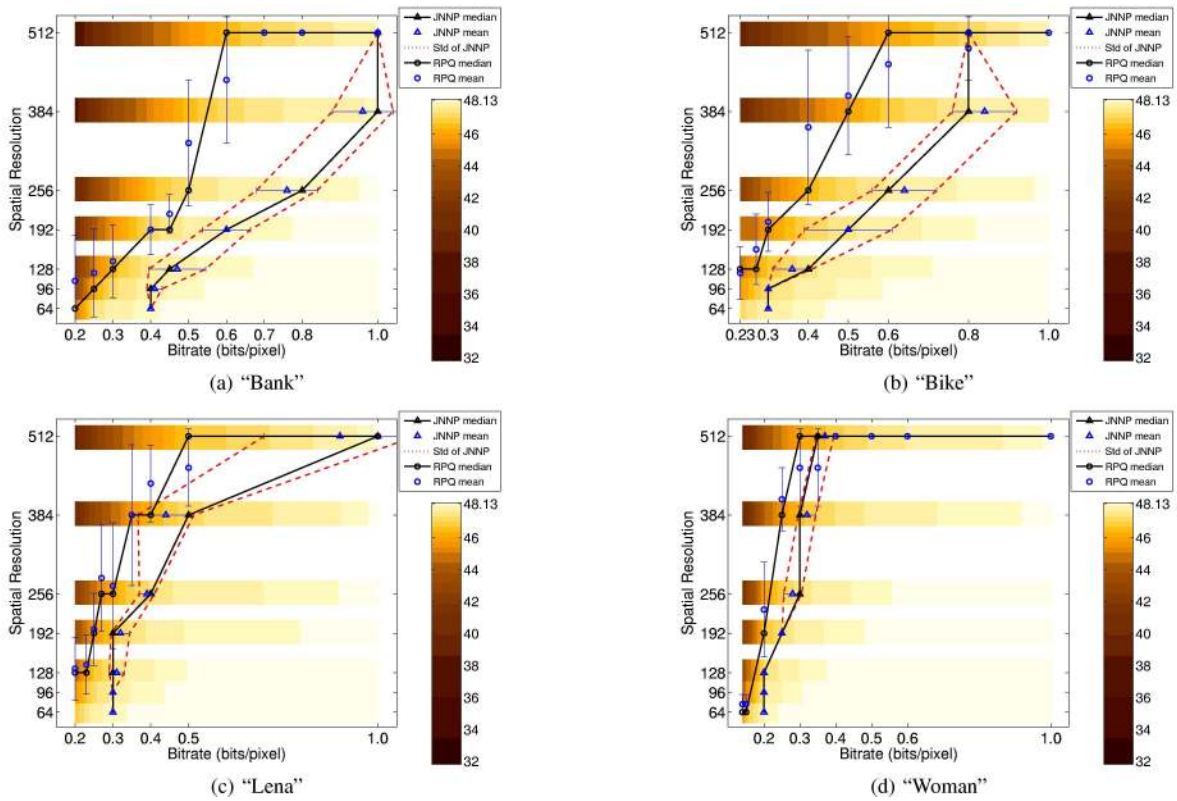 JNNP median
JNNP mean
Std of JNNP
RPQ median
RPQ mean
Spatial Resolution
512
384
256
192
128
96
64
0.2 0.3 0.4 0.5 0.6 0.7 0.8 1.0
Bitrate (bits/pixel)
48.13
46
44
42
40
38
36
34
32
(a) “Bank”
JNNP median
JNNP mean
Std of JNNP
RPQ median
RPQ mean
Spatial Resolution
512
384
256
192
128
96
64
0.23 0.3 0.4 0.5 0.6 0.8 1.0
Bitrate (bits/pixel)
48.13
46
44
42
40
38
36
34
32
(b) “Bike”
JNNP median
JNNP mean
Std of JNNP
RPQ median
RPQ mean
Spatial Resolution
512
384
256
192
128
96
64
0.2 0.3 0.4 0.5 1.0
Bitrate (bits/pixel)
48.13
46
44
42
40
38
36
34
32
(c) “Lena”
JNNP median
JNNP mean
Std of JNNP
RPQ median
RPQ mean
Spatial Resolution
512
384
256
192
128
96
64
0.2 0.3 0.4 0.5 0.6 1.0
Bitrate (bits/pixel)
48.13
46
44
42
40
38
36
34
32
(d) “Woman”